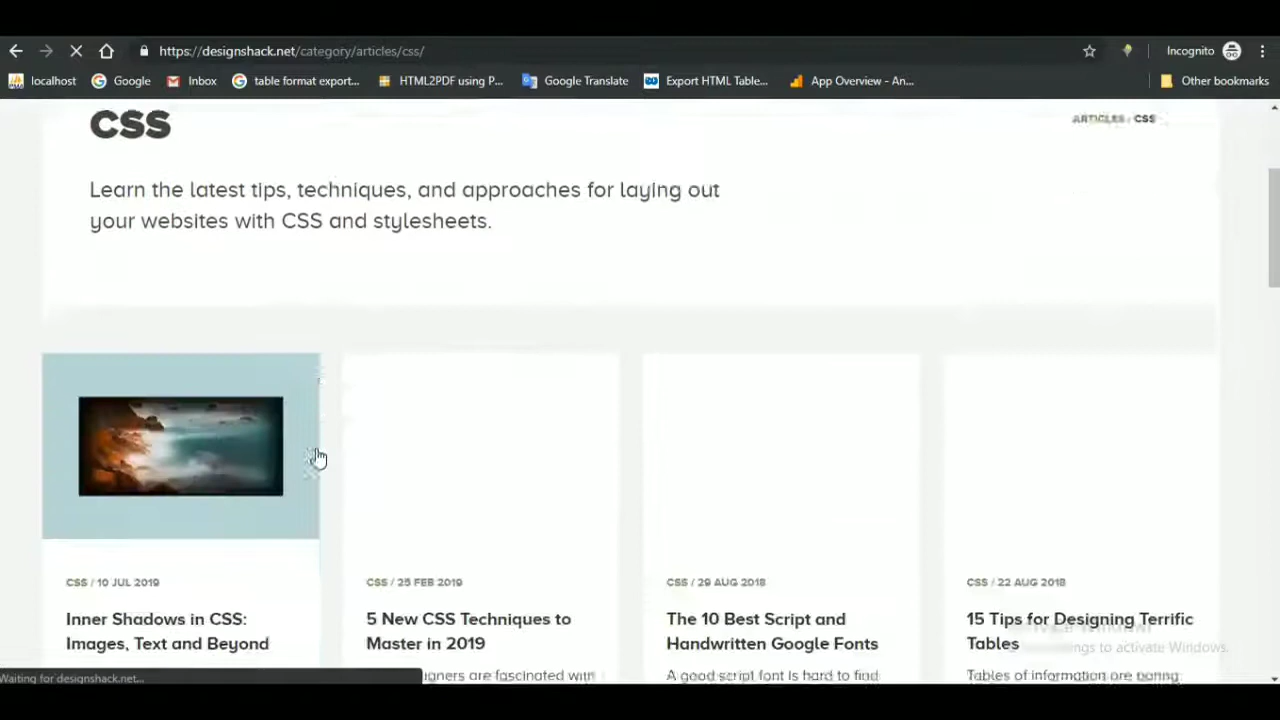 https://designshack.net/category/articles/css/
Incognito
localhost
Google
Inbox
table format export...
HTML2PDF using P...
Google Translate
Export HTML Table...
App Overview - An...
Other bookmarks
CSS
ARTICLES / CSS
Learn the latest tips, techniques, and approaches for laying out
your websites with CSS and stylesheets.
CSS / 10 JUL 2019
CSS / 25 FEB 2019
CSS / 29 AUG 2018
CSS / 22 AUG 2018
Inner Shadows in CSS:
Images, Text and Beyond
5 New CSS Techniques to
Master in 2019
The 10 Best Script and
Handwritten Google Fonts
15 Tips for Designing Terrific
Tables
to activate Windows.
Waiting for designshack.net...
are fascinated with
A good script font is hard to find
Tables of information are